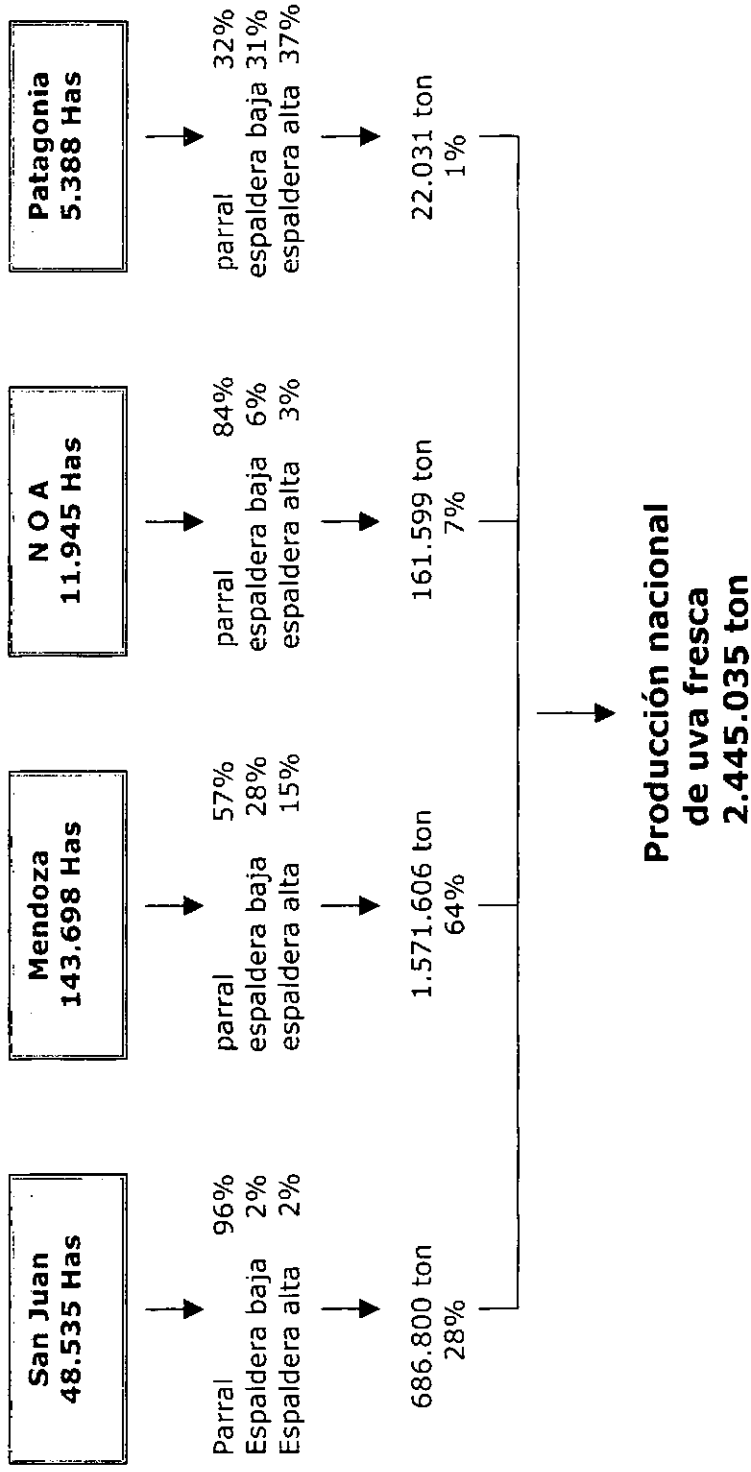 San Juan
48.535 Has
Parral 96%
Espaldera baja 2%
Espaldera alta 2%
686.800 ton
28%
Mendoza
143.698 Has
parral 57%
espaldera baja 28%
espaldera alta 15%
1.571.606 ton
64%
N O A
11.945 Has
parral 84%
espaldera baja 6%
espaldera alta 3%
161.599 ton
7%
Patagonia
5.388 Has
parral 32%
espaldera baja 31%
espaldera alta 37%
22.031 ton
1%
Producción nacional
de uva fresca
2.445.035 ton